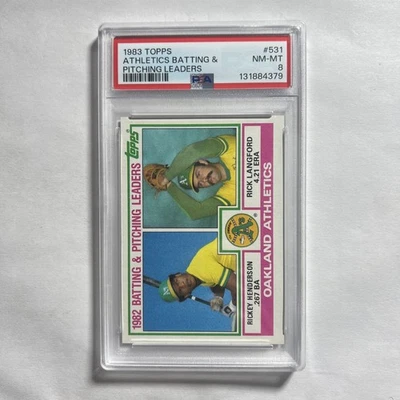 1983 TOPPS
ATHLETICS BATTING &
PITCHING LEADERS
#531
NM-MT
8
131884379
PSA
Topps
1982 BATTING & PITCHING LEADERS
RICKEY HENDERSON
.267 BA
RICK LANGFORD
4.21 ERA
OAKLAND ATHLETICS